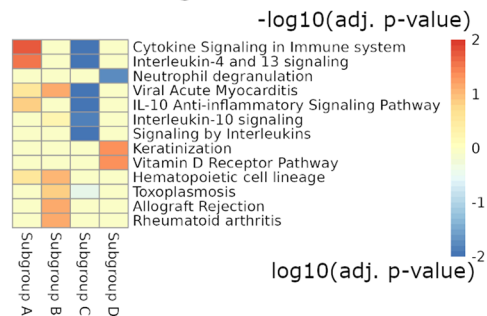 -log10(adj. p-value)
Cytokine Signaling in Immune system
Interleukin-4 and 13 signaling
Neutrophil degranulation
Viral Acute Myocarditis
IL-10 Anti-inflammatory Signaling Pathway
Interleukin-10 signaling
Signaling by Interleukins
Keratinization
Vitamin D Receptor Pathway
Hematopoietic cell lineage
Toxoplasmosis
Allograft Rejection
Rheumatoid arthritis
2
1
0
-1
-2
log10(adj. p-value)
Subgroup A
Subgroup B
Subgroup C
Subgroup D